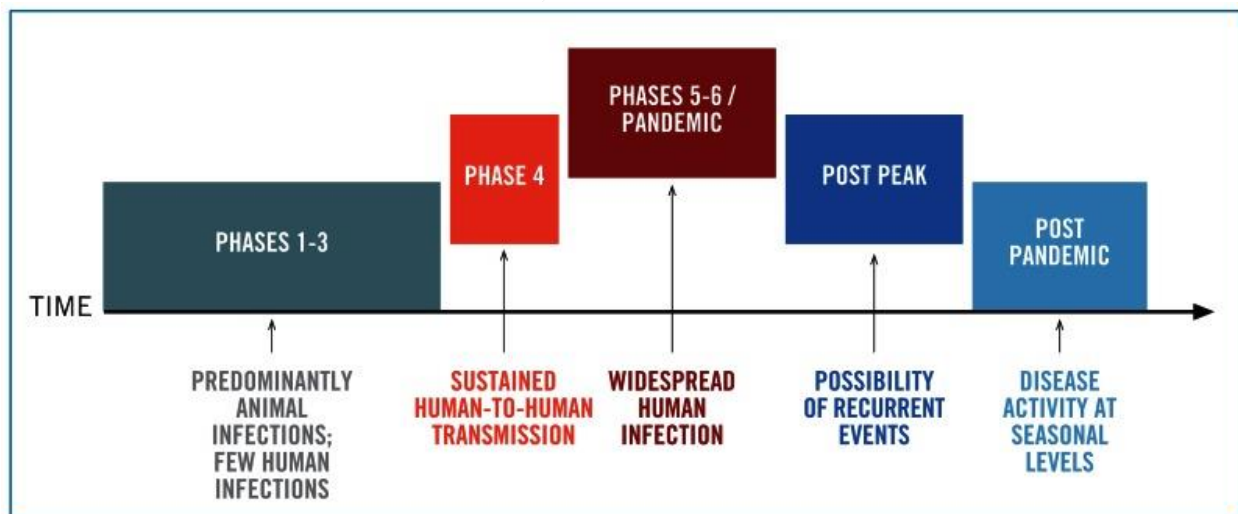 PHASES 5-6 /
PANDEMIC
PHASE 4
POST PEAK
PHASES 1-3
POST
PANDEMIC
TIME
PREDOMINANTLY
ANIMAL
INFECTIONS;
FEW HUMAN
INFECTIONS
SUSTAINED
HUMAN-TO-HUMAN
TRANSMISSION
WIDESPREAD
HUMAN
INFECTION
POSSIBILITY
OF RECURRENT
EVENTS
DISEASE
ACTIVITY AT
SEASONAL
LEVELS